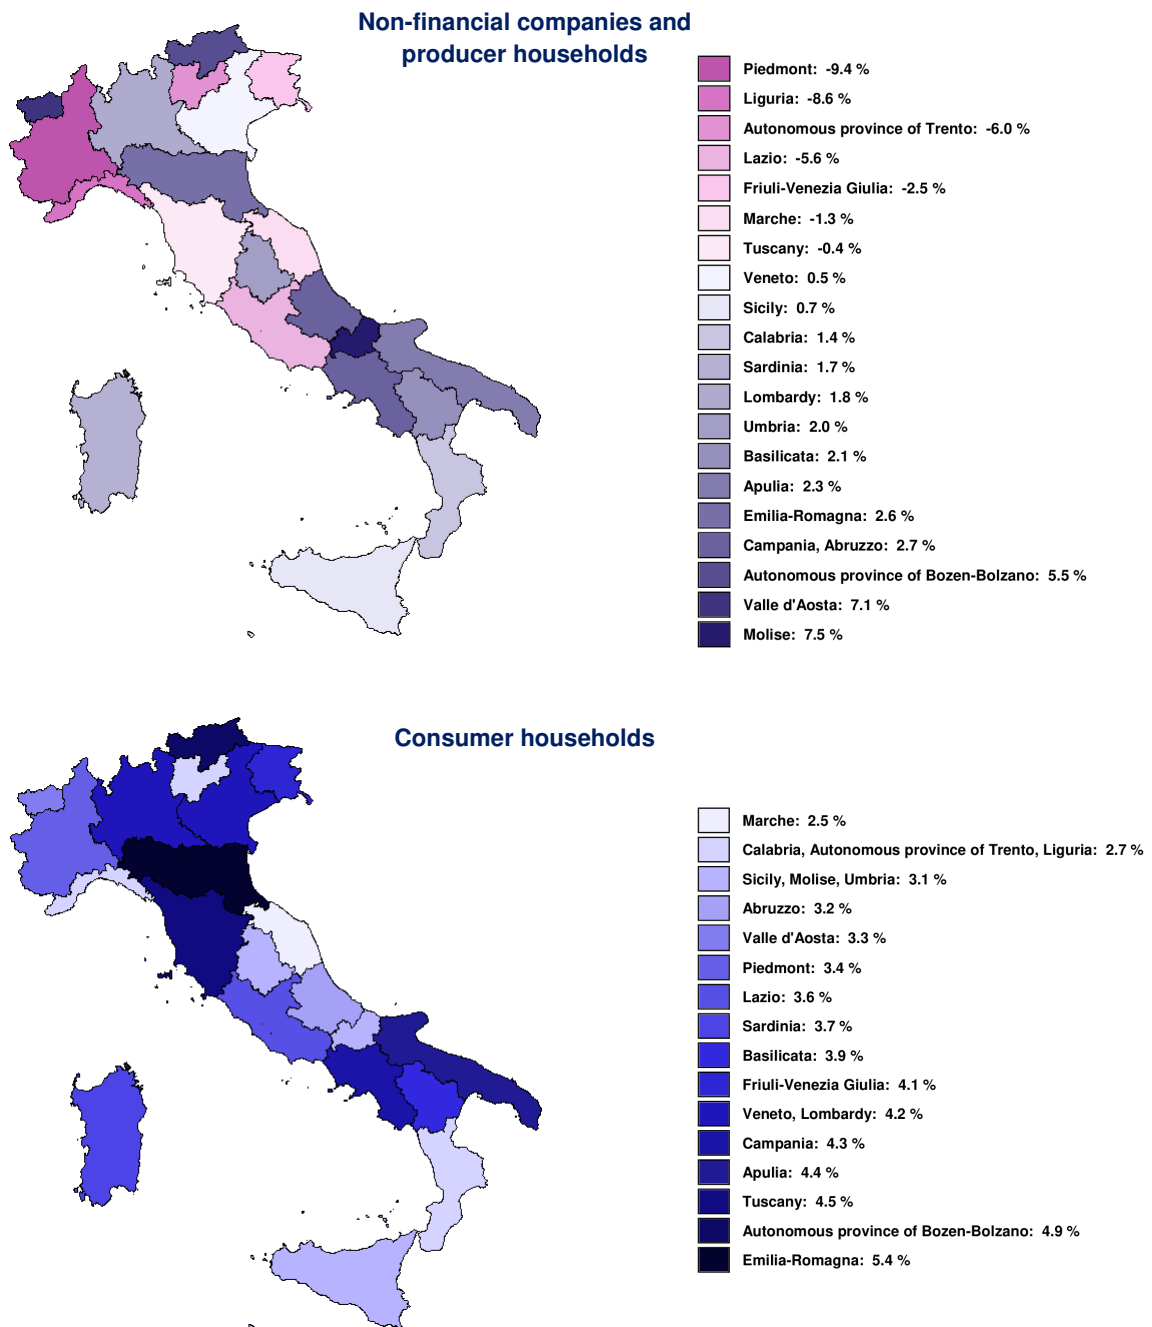 Non-financial companies and
producer households
Piedmont: -9.4 %
Liguria: -8.6 %
Autonomous province of Trento: -6.0 %
Lazio: -5.6 %
Friuli-Venezia Giulia: -2.5 %
Marche: -1.3 %
Tuscany: -0.4 %
Veneto: 0.5 %
Sicily: 0.7 %
Calabria: 1.4 %
Sardinia: 1.7 %
Lombardy: 1.8 %
Umbria: 2.0 %
Basilicata: 2.1 %
Apulia: 2.3 %
Emilia-Romagna: 2.6 %
Campania, Abruzzo: 2.7 %
Autonomous province of Bozen-Bolzano: 5.5 %
Valle d'Aosta: 7.1 %
Molise: 7.5 %
Consumer households
Marche: 2.5 %
Calabria, Autonomous province of Trento, Liguria: 2.7 %
Sicily, Molise, Umbria: 3.1 %
Abruzzo: 3.2 %
Valle d'Aosta: 3.3 %
Piedmont: 3.4 %
Lazio: 3.6 %
Sardinia: 3.7 %
Basilicata: 3.9 %
Friuli-Venezia Giulia: 4.1 %
Veneto, Lombardy: 4.2 %
Campania: 4.3 %
Apulia: 4.4 %
Tuscany: 4.5 %
Autonomous province of Bozen-Bolzano: 4.9 %
Emilia-Romagna: 5.4 %